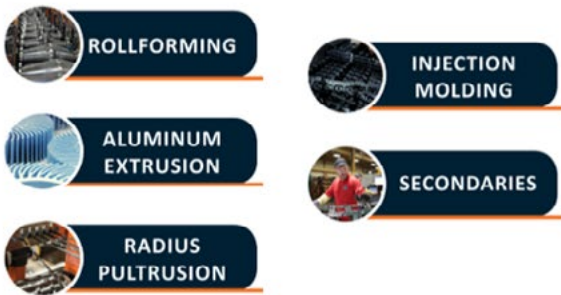 ROLLFORMING
ALUMINUM
EXTRUSION
RADIUS
PULTRUSION
INJECTION
MOLDING
SECONDARIES